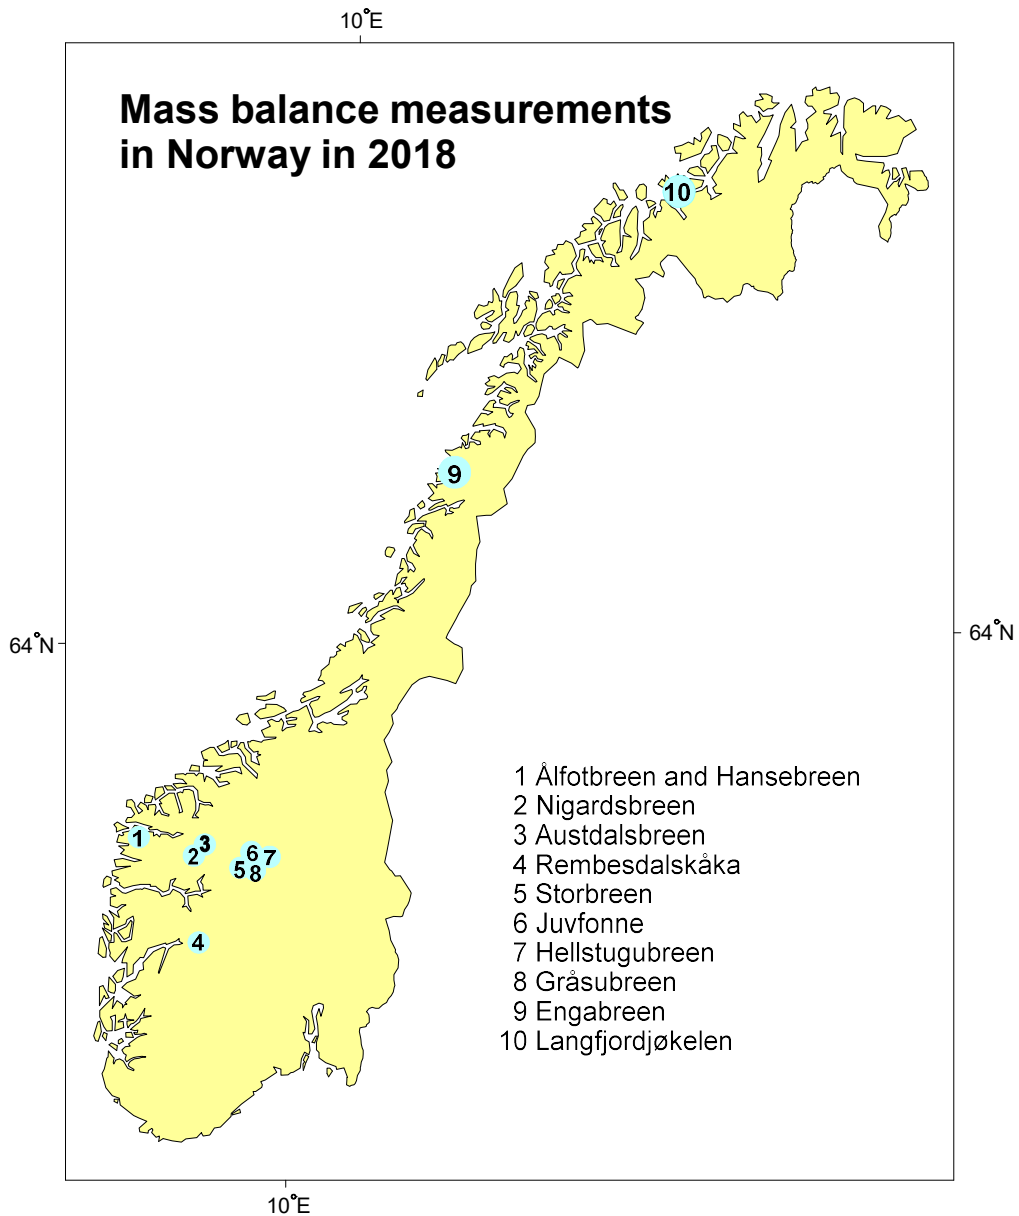 10°E
Mass balance measurements
in Norway in 2018
10
9
64°N
64°N
1 Ålfotbreen and Hansebreen
2 Nigardsbreen
3 Austdalsbreen
4 Rembesdalskåka
5 Storbreen
6 Juvfonne
7 Hellstugubreen
8 Gråsubreen
9 Engabreen
10 Langfjordjøkelen
1
3
2
6
7
5
8
4
10°E